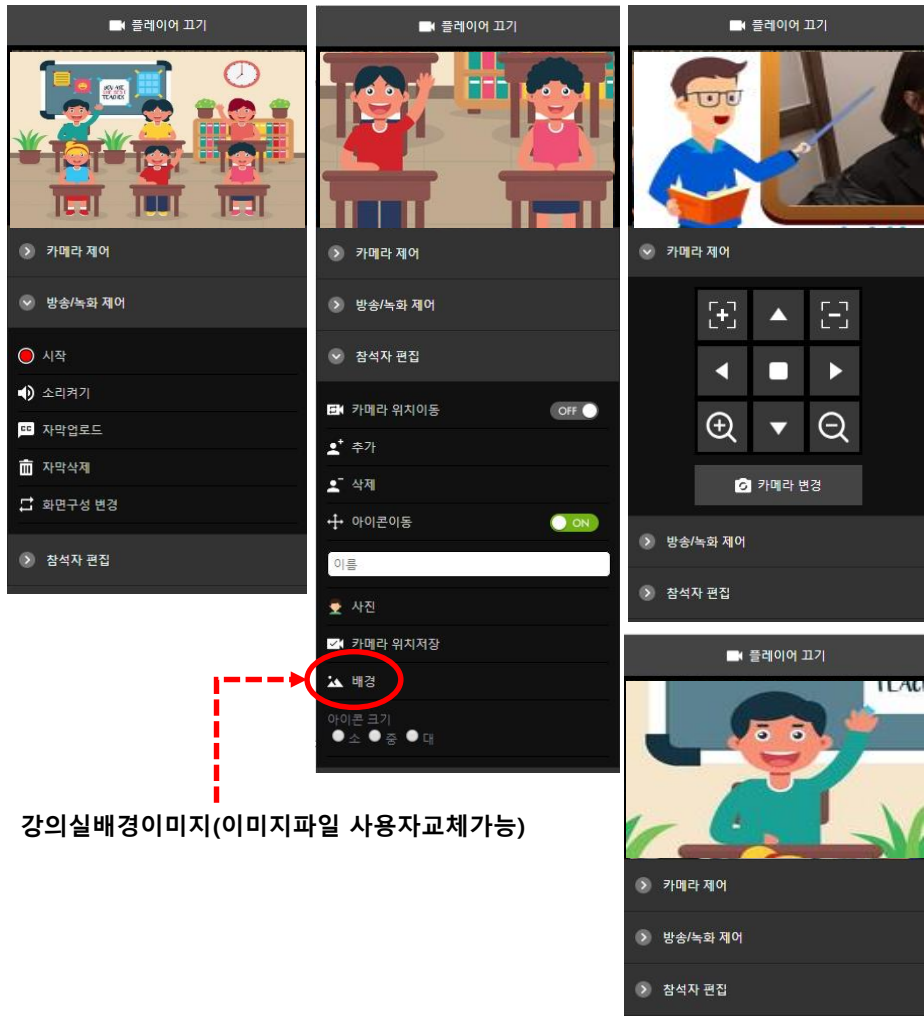 플레이어 끄기
YOU ARE
THE BEST
TEACHER
카메라 제어
방송/녹화 제어
시작
소리켜기
CC 자막업로드
자막삭제
화면구성 변경
참석자 편집
플레이어 끄기
카메라 제어
방송/녹화 제어
참석자 편집
카메라 위치이동 OFF
추가
삭제
아이콘이동 ON
이름
사진
카메라 위치저장
배경
아이콘 크기
소 중 대
플레이어 끄기
카메라 제어
카메라 변경
방송/녹화 제어
참석자 편집
플레이어 끄기
TEAC
카메라 제어
방송/녹화 제어
참석자 편집
강의실배경이미지(이미지파일 사용자교체가능)